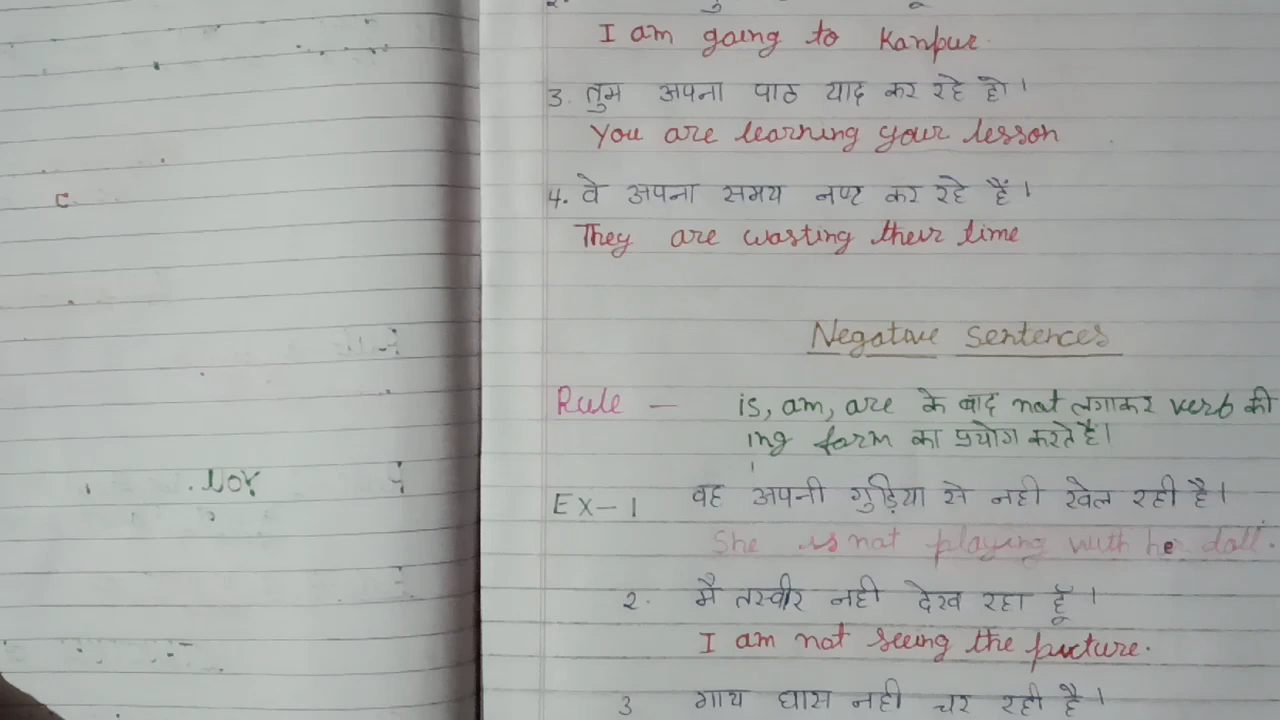 I am going to Kanpur.
3. तुम अपना पाठ याद कर रहे हो।
You are learning your lesson
4. वे अपना समय नष्ट कर रहे हैं।
They are wasting their time
Negative Sentences
Rule — is, am, are के बाद not लगाकर verb की
ing form का प्रयोग करते है।
EX-1 वह अपनी गुड़िया से नही खेल रही है।
She is not playing with her doll.
2. मै तस्वीर नही देख रहा हूँ।
I am not seeing the picture.
3 गाय घास नही चर रही है।